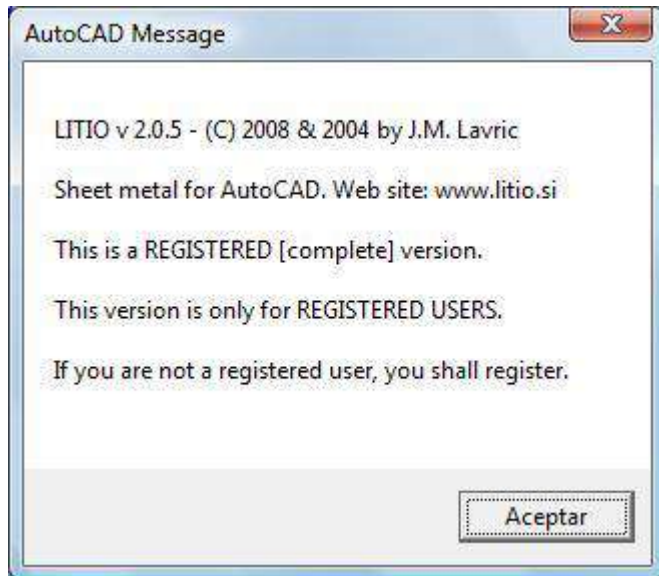 AutoCAD Message
LITIO v 2.0.5 - (C) 2008 & 2004 by J.M. Lavric
Sheet metal for AutoCAD. Web site: www.litio.si
This is a REGISTERED [complete] version.
This version is only for REGISTERED USERS.
If you are not a registered user, you shall register.
Aceptar